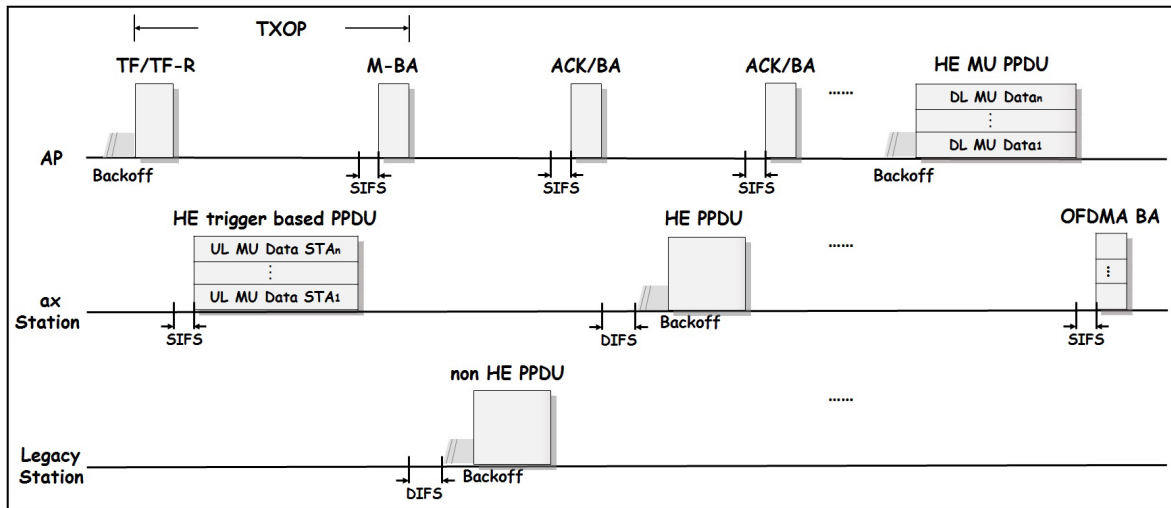 TXOP
TF/TF-R
M-BA
ACK/BA
ACK/BA
HE MU PPDU
......
DL MU Datan
⋮
DL MU Data1
AP
Backoff
SIFS
SIFS
SIFS
Backoff
HE trigger based PPDU
HE PPDU
OFDMA BA
UL MU Data STAn
⋮
UL MU Data STA1
......
⋮
ax
Station
SIFS
DIFS
Backoff
SIFS
non HE PPDU
......
Legacy
Station
Backoff
DIFS